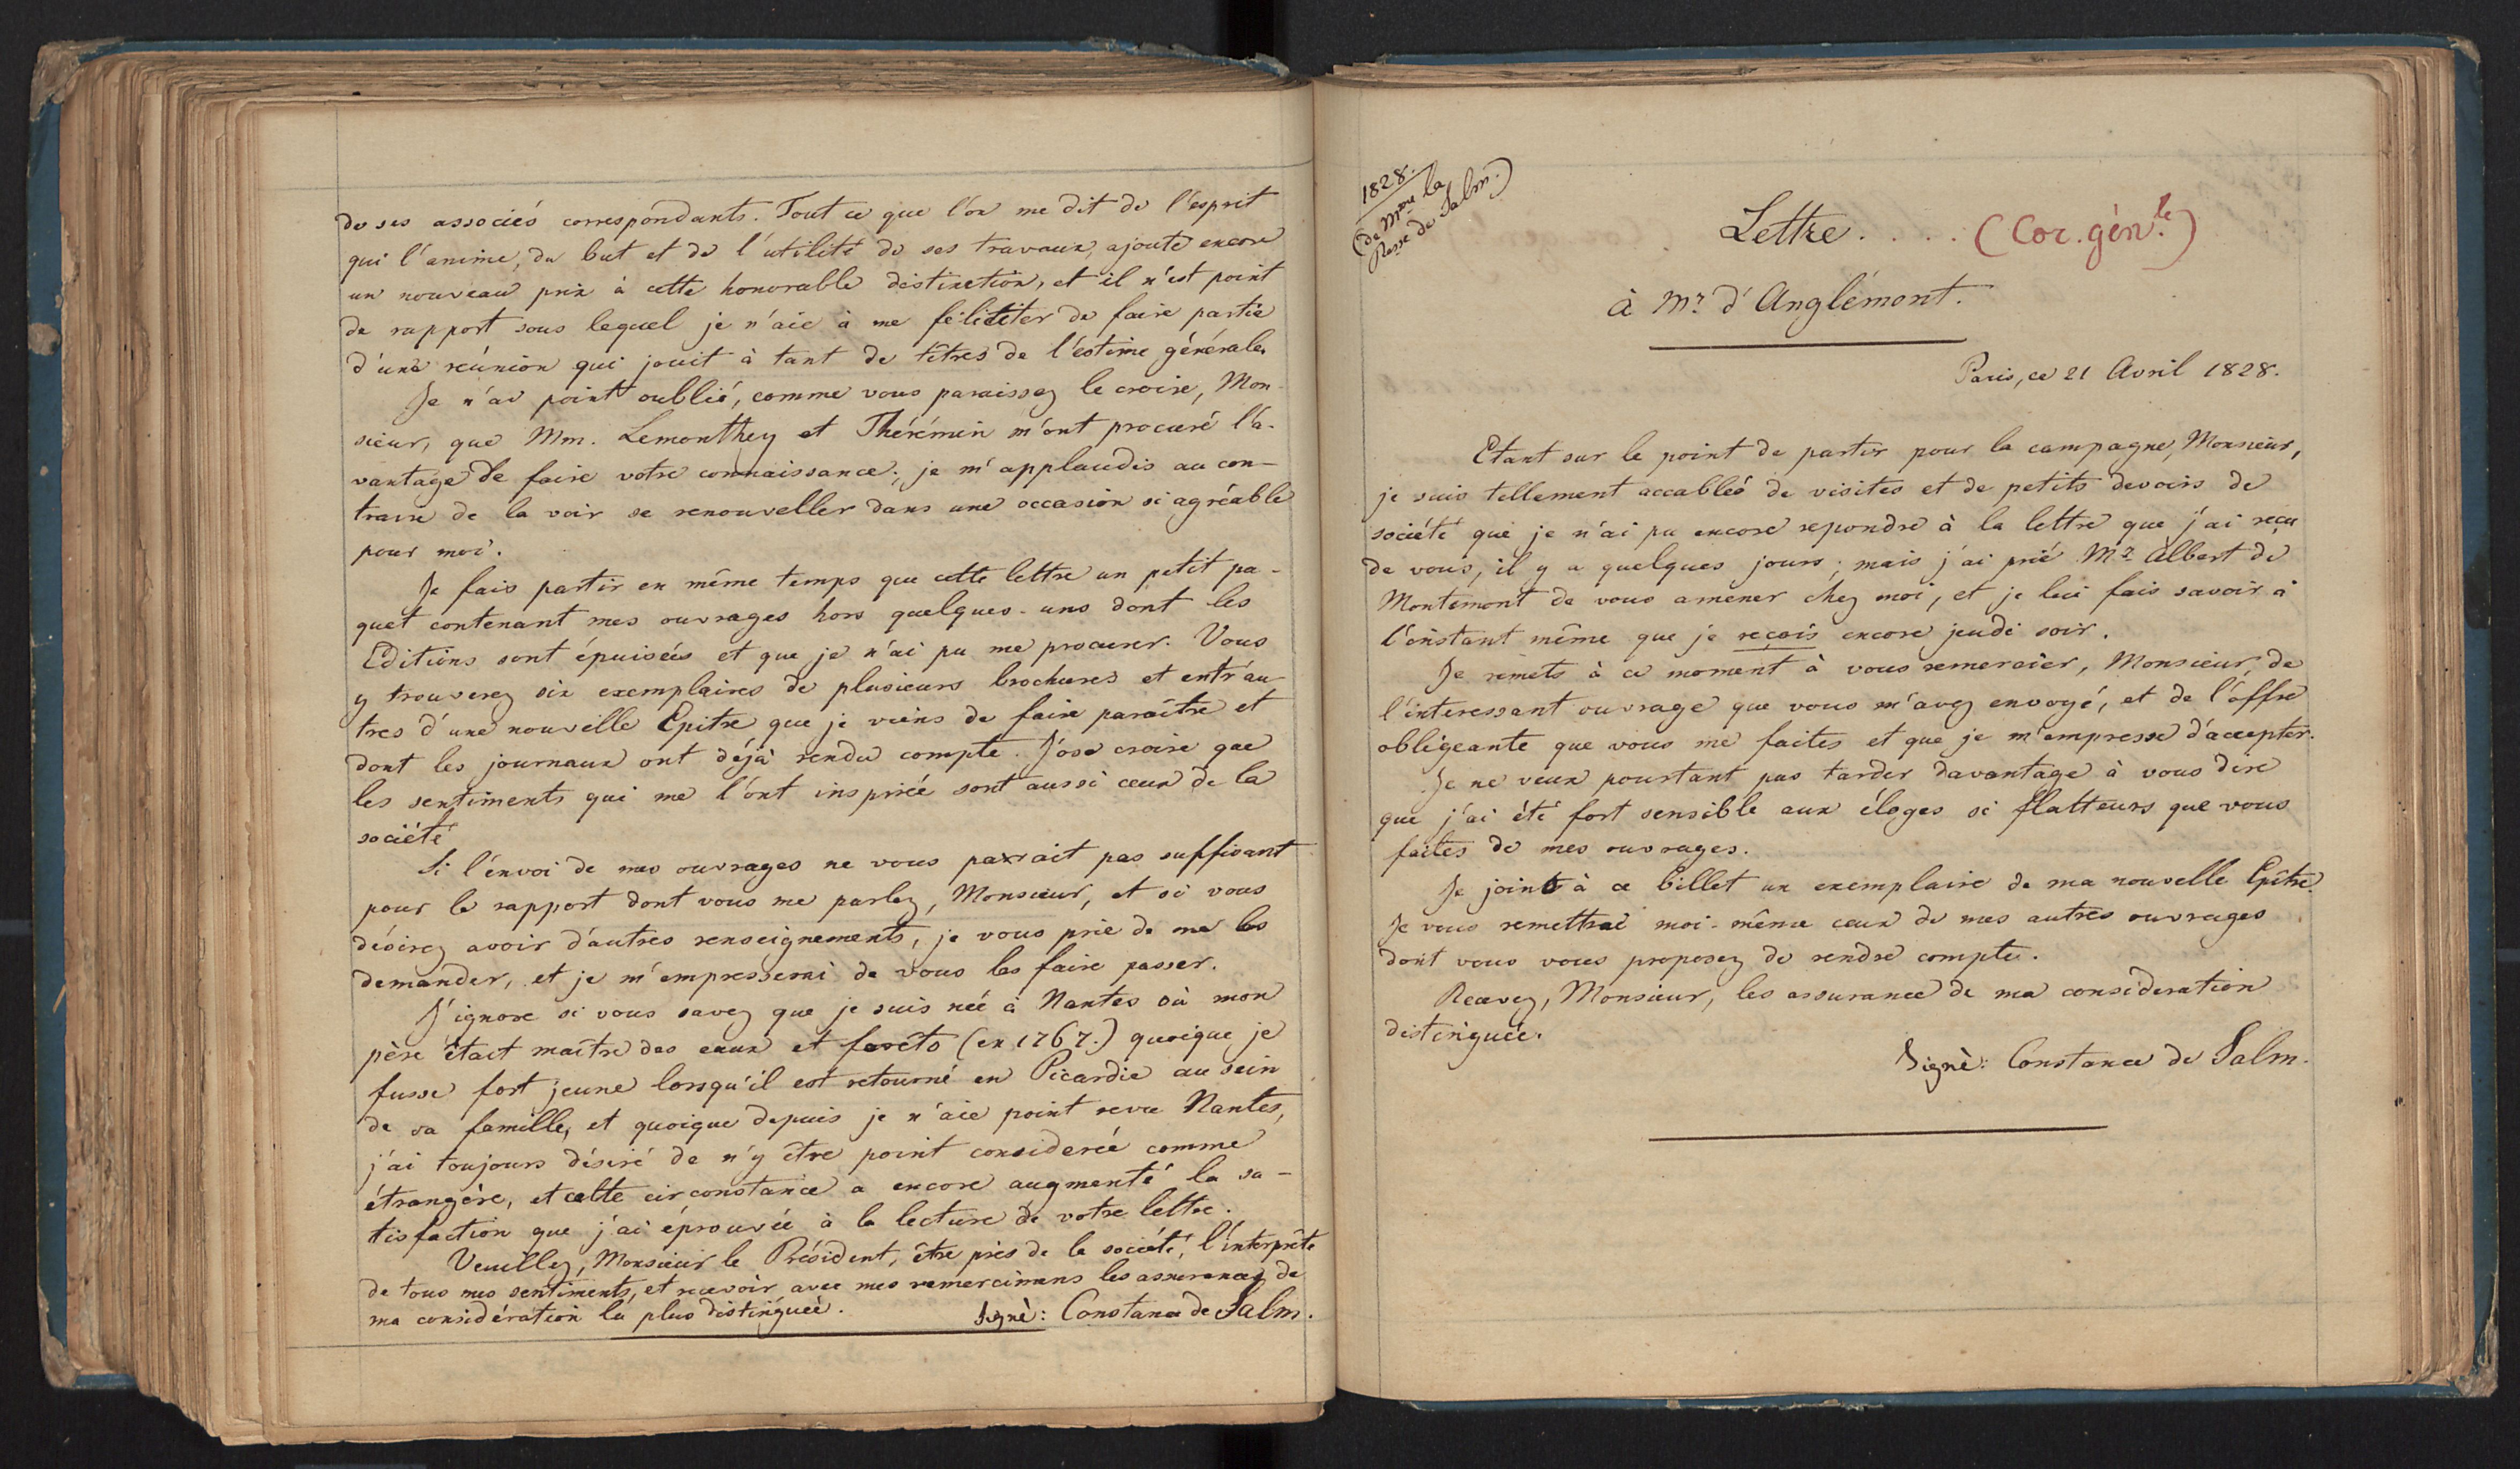 de ses associés correspondants. Tout ce que l'on me dit de l'esprit
qui l'anime, du but et de l'utilité de ses travaux, ajoute encore
un nouveau prix à cette honorable distinction, et il n'est point
de rapport sous lequel je n'aie à me féliciter de faire partie
d'une réunion qui jouit à tant de titres de l'estime générale.
Je n'ai point oublié, comme vous paraissez le croire, Mon-
sieur, que Mm. Lemonthey et Thérémin m'ont procuré l'a-
vantage de faire votre connaissance; je m'applaudis au con-
traire de la voir se renouveller dans une occasion si agréable
pour moi.
Je fais partir en même temps que cette lettre un petit pa-
quet contenant mes ouvrages hors quelques-uns dont les
Editions sont épuisées et que je n'ai pu me procurer. Vous
y trouverez six exemplaires de plusieurs brochures et entr'au-
tres d'une nouvelle Epitre que je viens de faire paraître et
dont les journaux ont déjà rendu compte. J'ose croire que
les sentiments qui me l'ont inspirée sont aussi ceux de la
société
Si l'envoi de mes ouvrages ne vous paxrait pas suffisant
pour le rapport dont vous me parlez, Monsieur, et si vous
désirez avoir d'autres renseignements, je vous prie de me les
demander, et je m'empresserai de vous les faire passer.
J'ignore si vous savez que je suis née à Nantes où mon
père était maître des eaux et forêts (en 1767.) quoique je
fusse fort jeune lorsqu'il est retourné en Picardie au sein
de sa famille, et quoique depuis je n'aie point revu Nantes,
j'ai toujours désiré de n'y être point considerée comme
étrangère, et cette circonstance a encore augmenté la sa-
tisfaction que j'ai éprouvée à la lecture de votre lettre.
Veuillez, Monsieur le Président, être près de la société, l'interprête
de tous mes sentiments, et recevoir avec mes remercimens les assurances de
ma considération la plus distinguée. Signè: Constance de Salm.
1828.
(de Mme la
Psse de Salm.)
Lettre . . . . (Cor. génle.)
à Mr. d'Anglémont.
Paris, ce 21 Avril 1828.
Etant sur le point de partir pour la campagne, Monsieur,
je suis tellement accablée de visites et de petits devoirs de
société que je n'ai pu encore repondre à la lettre que j'ai reçu
de vous, il y a quelques jours; mais j'ai prié Mr. Albert de
Montémont de vous amener chez moi, et je lui fais savoir à
l'instant même que je reçois encore jeudi soir.
Je remets à ce moment à vous remercier, Monsieur, de
l'interessant ouvrage que vous m'avez envoyé, et de l'offre
obligeante que vous me faites et que je m'empresse d'accepter.
Je ne veux pourtant pas tarder davantage à vous dire
que j'ai été fort sensible aux éloges si flatteurs que vous
faites de mes ouvrages.
Je joins à ce billet un exemplaire de ma nouvelle Epître.
Je vous remettrai moi-même ceux de mes autres ouvrages
dont vous vous proposez de rendre compte.
Recevez, Monsieur, les assurance de ma consideration
distinguée.
Signè: Constance de Salm.